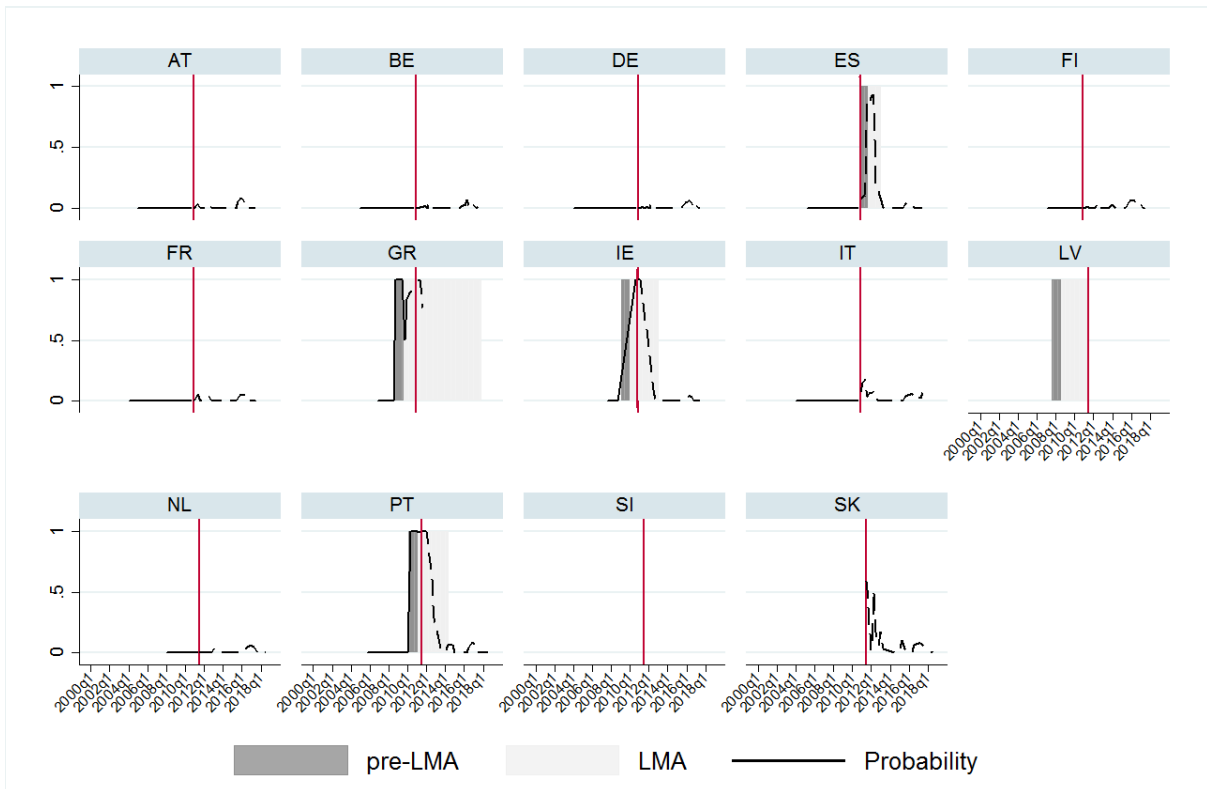 AT BE DE ES FI
1
.5
0
FR GR IE IT LV
1
.5
0
2000q1 2002q1 2004q1 2006q1 2008q1 2010q1 2012q1 2014q1 2016q1 2018q1
NL PT SI SK
1
.5
0
2000q1 2002q1 2004q1 2006q1 2008q1 2010q1 2012q1 2014q1 2016q1 2018q1 2000q1 2002q1 2004q1 2006q1 2008q1 2010q1 2012q1 2014q1 2016q1 2018q1 2000q1 2002q1 2004q1 2006q1 2008q1 2010q1 2012q1 2014q1 2016q1 2018q1 2000q1 2002q1 2004q1 2006q1 2008q1 2010q1 2012q1 2014q1 2016q1 2018q1
pre-LMA LMA Probability